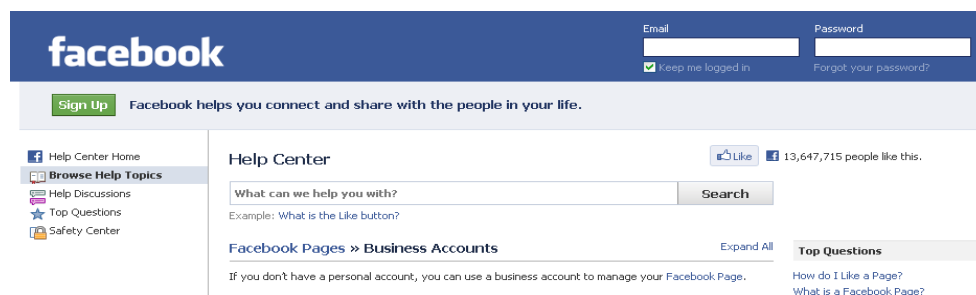 facebook
Email
Password
Keep me logged in
Forgot your password?
Sign Up
Facebook helps you connect and share with the people in your life.
Help Center Home
Browse Help Topics
Help Discussions
Top Questions
Safety Center
Help Center
Like
13,647,715 people like this.
What can we help you with?
Search
Example: What is the Like button?
Facebook Pages » Business Accounts
Expand All
If you don't have a personal account, you can use a business account to manage your Facebook Page.
Top Questions
How do I Like a Page?
What is a Facebook Page?